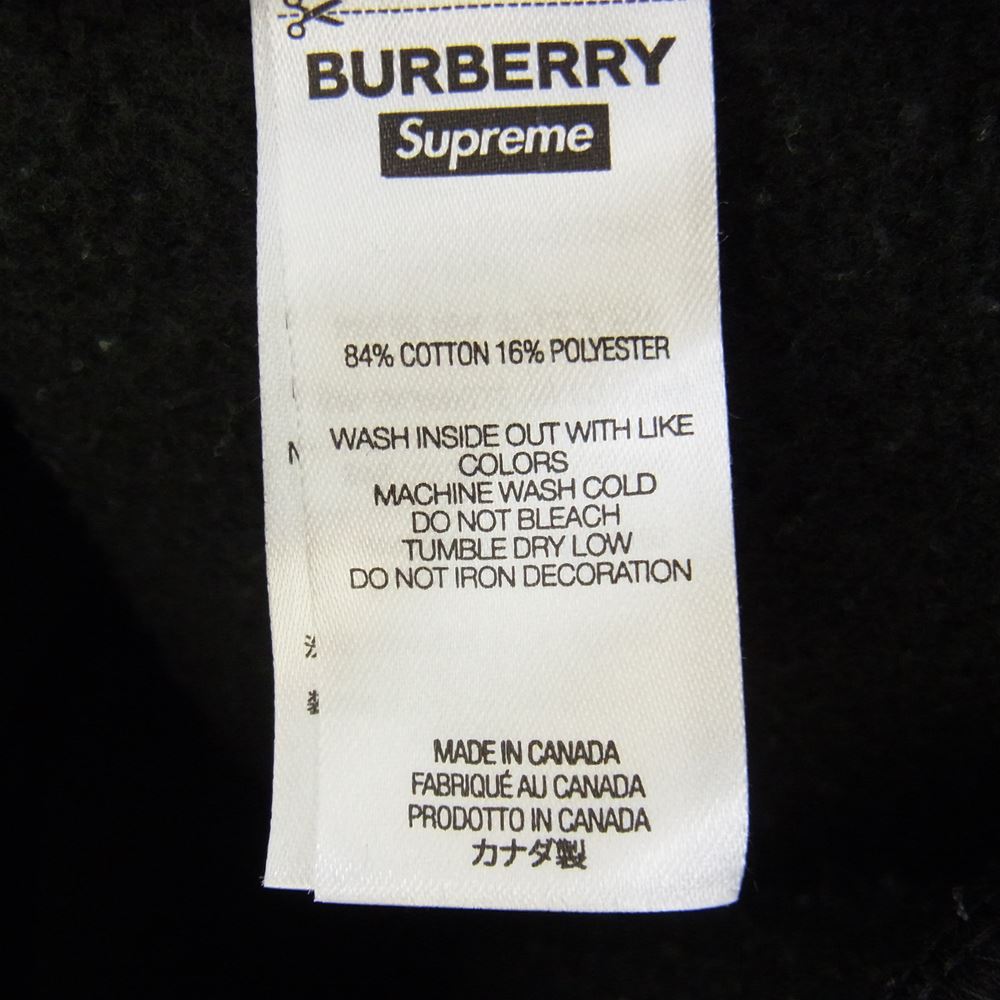 BURBERRY
Supreme
84% COTTON 16% POLYESTER
WASH INSIDE OUT WITH LIKE
COLORS
MACHINE WASH COLD
DO NOT BLEACH
TUMBLE DRY LOW
DO NOT IRON DECORATION
MADE IN CANADA
FABRIQUÉ AU CANADA
PRODOTTO IN CANADA
カナダ製